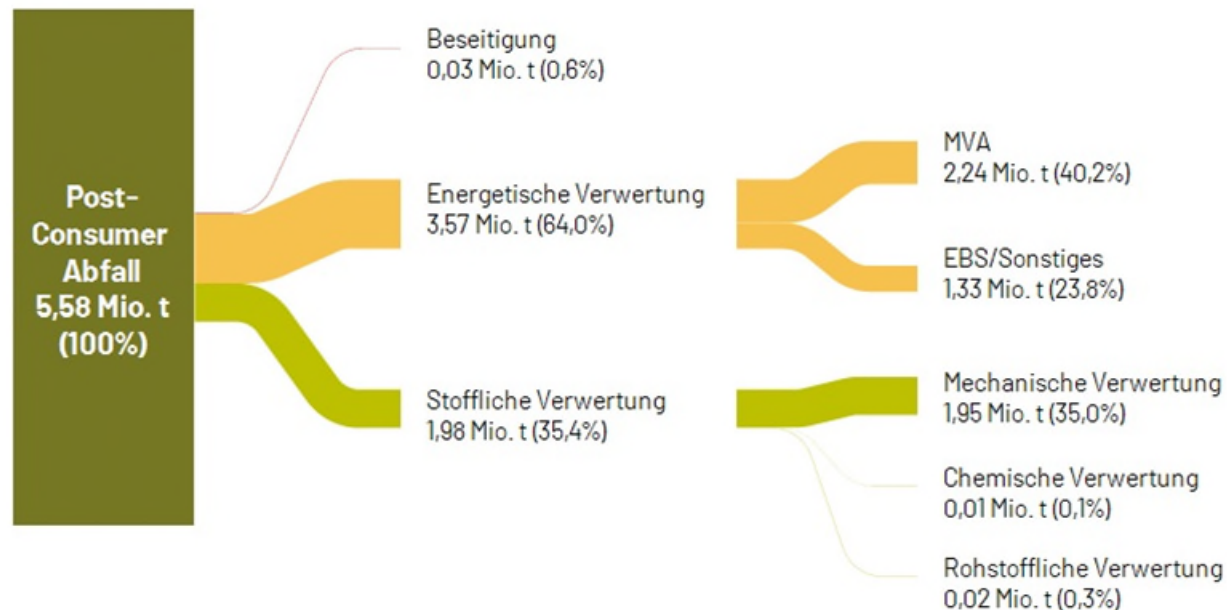 Post-
Consumer
Abfall
5,58 Mio. t
(100%)
Beseitigung
0,03 Mio. t (0,6%)
Energetische Verwertung
3,57 Mio. t (64,0%)
Stoffliche Verwertung
1,98 Mio. t (35,4%)
MVA
2,24 Mio. t (40,2%)
EBS/Sonstiges
1,33 Mio. t (23,8%)
Mechanische Verwertung
1,95 Mio. t (35,0%)
Chemische Verwertung
0,01 Mio. t (0,1%)
Rohstoffliche Verwertung
0,02 Mio. t (0,3%)